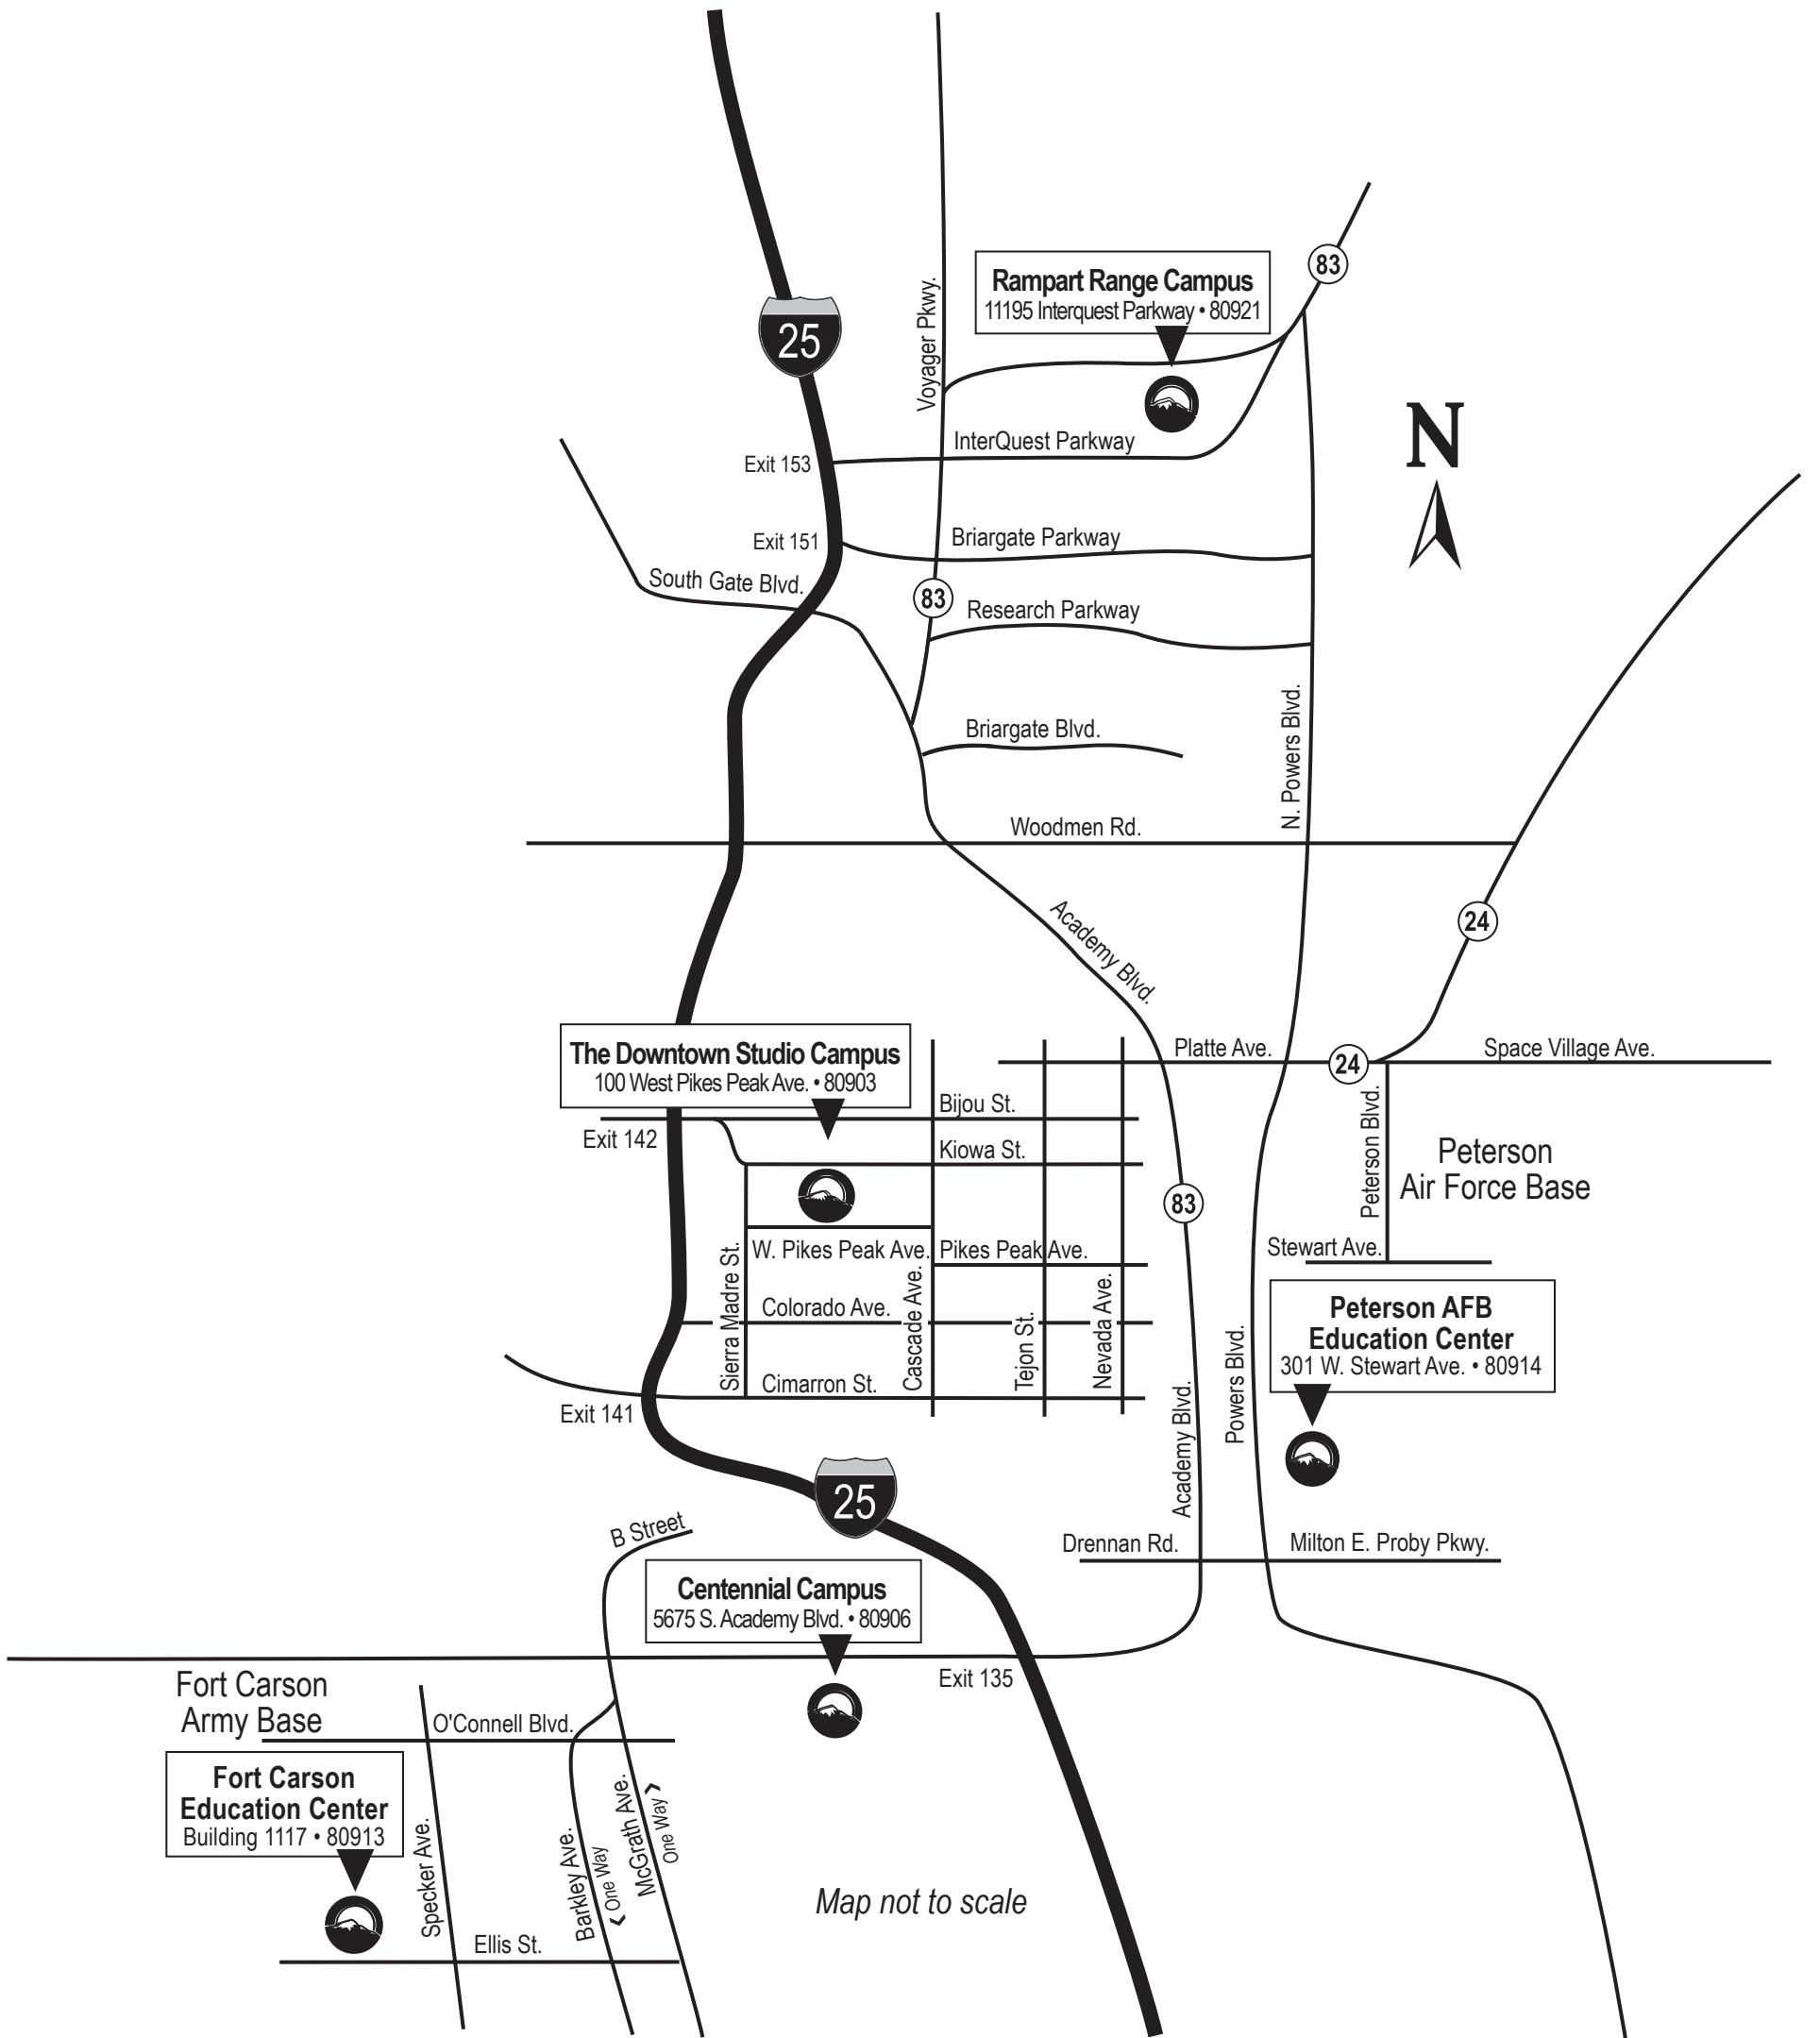 83
Rampart Range Campus
11195 Interquest Parkway • 80921
Voyager Pkwy.
25
N
InterQuest Parkway
Exit 153
Briargate Parkway
Exit 151
South Gate Blvd.
83
Research Parkway
N. Powers Blvd.
Briargate Blvd.
Woodmen Rd.
Academy Blvd.
24
The Downtown Studio Campus
100 West Pikes Peak Ave. • 80903
Platte Ave.
24
Space Village Ave.
Bijou St.
Exit 142
Kiowa St.
Peterson Blvd.
Peterson
Air Force Base
83
W. Pikes Peak Ave.
Pikes Peak Ave.
Stewart Ave.
Sierra Madre St.
Colorado Ave.
Cascade Ave.
Tejon St.
Nevada Ave.
Peterson AFB
Education Center
301 W. Stewart Ave. • 80914
Powers Blvd.
Cimarron St.
Exit 141
Academy Blvd.
25
B Street
Drennan Rd.
Milton E. Proby Pkwy.
Centennial Campus
5675 S. Academy Blvd. • 80906
Exit 135
Fort Carson
Army Base
O'Connell Blvd.
Fort Carson
Education Center
Building 1117 • 80913
Specker Ave.
Barkley Ave.
One Way
McGrath Ave.
One Way
Map not to scale
Ellis St.